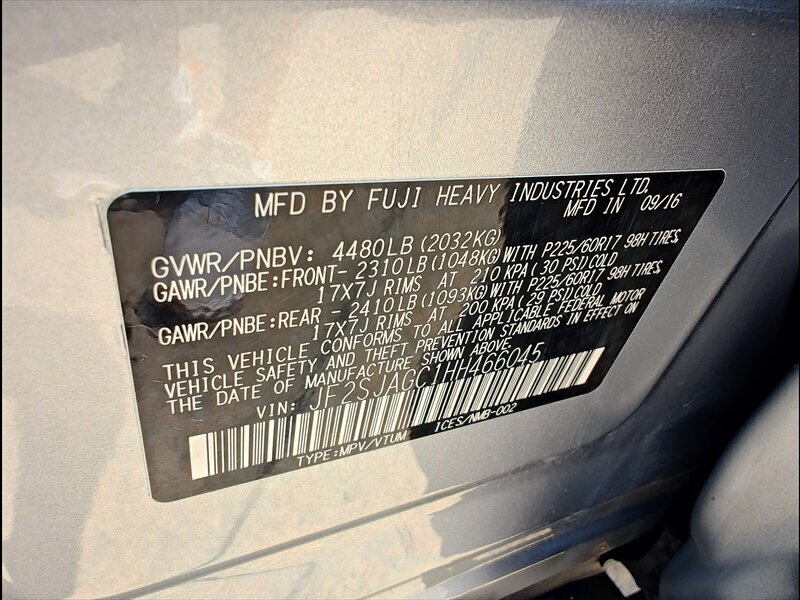 MFD BY FUJI HEAVY INDUSTRIES LTD.
MFD IN 09/16
GVWR/PNBV: 4480LB(2032KG)
GAWR/PNBE:FRONT- 2310LB(1048KG)WITH P225/60R17 98H TIRES,
17X7J RIMS AT 210 KPA(30 PSI)COLD
GAWR/PNBE:REAR - 2410LB(1093KG)WITH P225/60R17 98H TIRES,
17X7J RIMS AT 200 KPA(29 PSI)COLD
THIS VEHICLE CONFORMS TO ALL APPLICABLE FEDERAL MOTOR
VEHICLE SAFETY AND THEFT PREVENTION STANDARDS IN EFFECT ON
THE DATE OF MANUFACTURE SHOWN ABOVE.
VIN: JF2SJAGC1HH466045
TYPE:MPV/VTUM ICES/NMB-002